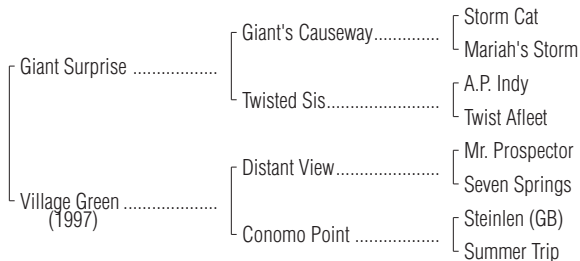 Storm Cat
Giant's Causeway..............
Mariah's Storm
Giant Surprise ..................
A.P. Indy
Twisted Sis........................
Twist Afleet
Mr. Prospector
Distant View......................
Seven Springs
Village Green ....................
(1997)
Steinlen (GB)
Conomo Point ..................
Summer Trip